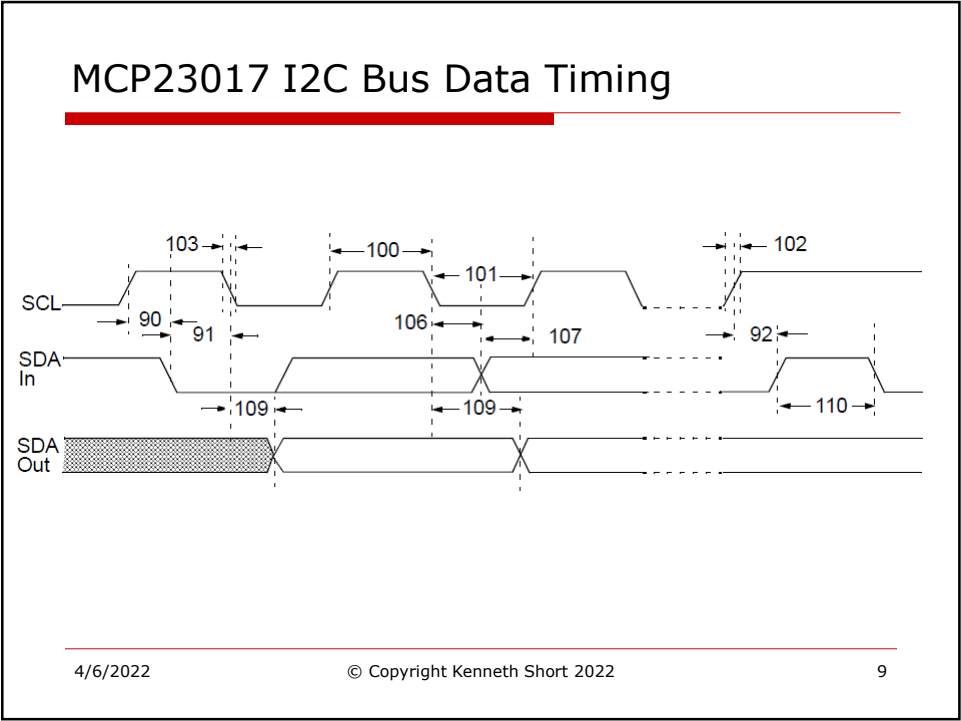 MCP23017 I2C Bus Data Timing
103
100
102
101
SCL
90
91
106
107
92
SDA
In
109
109
110
SDA
Out
4/6/2022 © Copyright Kenneth Short 2022 9